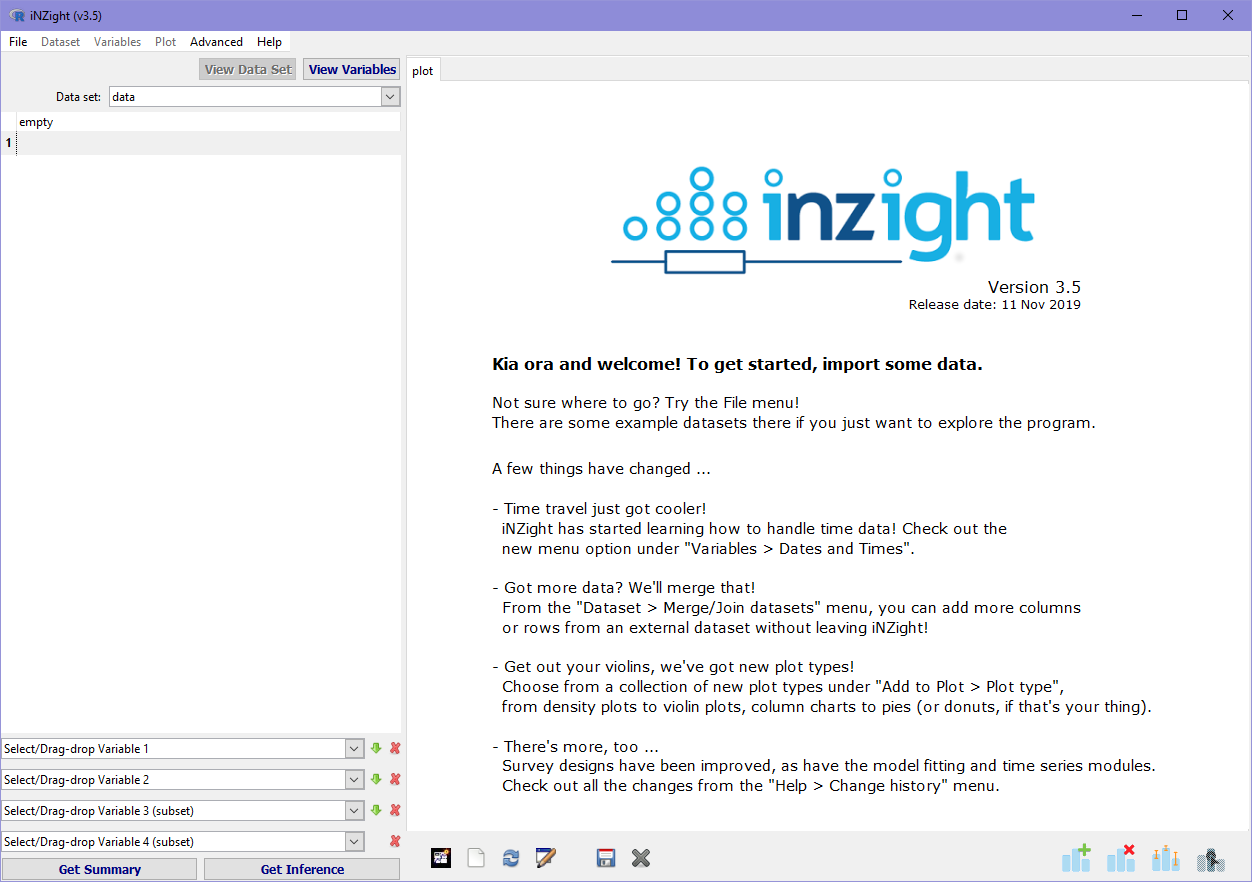 iNZight (v3.5)
File Dataset Variables Plot Advanced Help
View Data Set View Variables
Data set: data
empty
1
plot
inzight
Version 3.5
Release date: 11 Nov 2019
Kia ora and welcome! To get started, import some data.
Not sure where to go? Try the File menu!
There are some example datasets there if you just want to explore the program.
A few things have changed ...
- Time travel just got cooler!
iNZight has started learning how to handle time data! Check out the
new menu option under "Variables > Dates and Times".
- Got more data? We'll merge that!
From the "Dataset > Merge/Join datasets" menu, you can add more columns
or rows from an external dataset without leaving iNZight!
- Get out your violins, we've got new plot types!
Choose from a collection of new plot types under "Add to Plot > Plot type",
from density plots to violin plots, column charts to pies (or donuts, if that's your thing).
- There's more, too ...
Survey designs have been improved, as have the model fitting and time series modules.
Check out all the changes from the "Help > Change history" menu.
Select/Drag-drop Variable 1
Select/Drag-drop Variable 2
Select/Drag-drop Variable 3 (subset)
Select/Drag-drop Variable 4 (subset)
Get Summary Get Inference